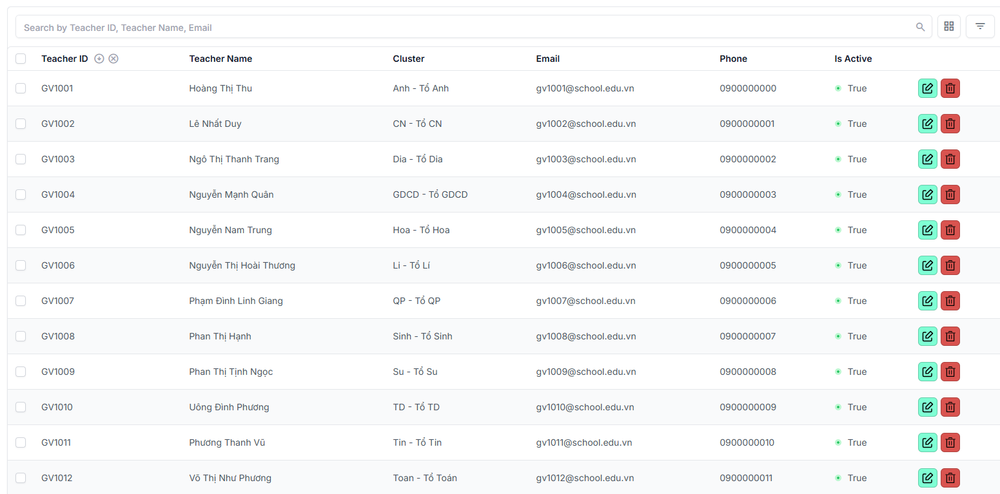 Search by Teacher ID, Teacher Name, Email
Teacher ID Teacher Name Cluster Email Phone Is Active
GV1001 Hoàng Thị Thu Anh - Tổ Anh gv1001@school.edu.vn 0900000000 True
GV1002 Lê Nhất Duy CN - Tổ CN gv1002@school.edu.vn 0900000001 True
GV1003 Ngô Thị Thanh Trang Dia - Tổ Dia gv1003@school.edu.vn 0900000002 True
GV1004 Nguyễn Mạnh Quân GDCD - Tổ GDCD gv1004@school.edu.vn 0900000003 True
GV1005 Nguyễn Nam Trung Hoa - Tổ Hoa gv1005@school.edu.vn 0900000004 True
GV1006 Nguyễn Thị Hoài Thương Li - Tổ Lí gv1006@school.edu.vn 0900000005 True
GV1007 Phạm Đình Linh Giang QP - Tổ QP gv1007@school.edu.vn 0900000006 True
GV1008 Phan Thị Hạnh Sinh - Tổ Sinh gv1008@school.edu.vn 0900000007 True
GV1009 Phan Thị Tịnh Ngọc Su - Tổ Su gv1009@school.edu.vn 0900000008 True
GV1010 Uông Đình Phương TD - Tổ TD gv1010@school.edu.vn 0900000009 True
GV1011 Phương Thanh Vũ Tin - Tổ Tin gv1011@school.edu.vn 0900000010 True
GV1012 Võ Thị Như Phương Toan - Tổ Toán gv1012@school.edu.vn 0900000011 True